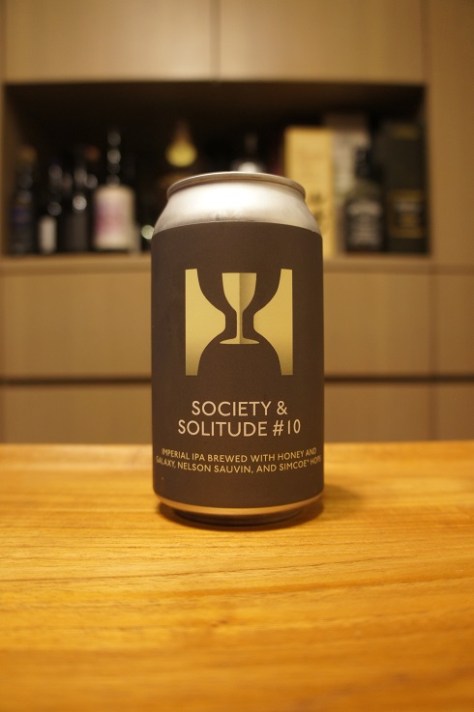 SOCIETY &
SOLITUDE #10
IMPERIAL IPA BREWED WITH HONEY AND
GALAXY, NELSON SAUVIN, AND SIMCOE® HOPS